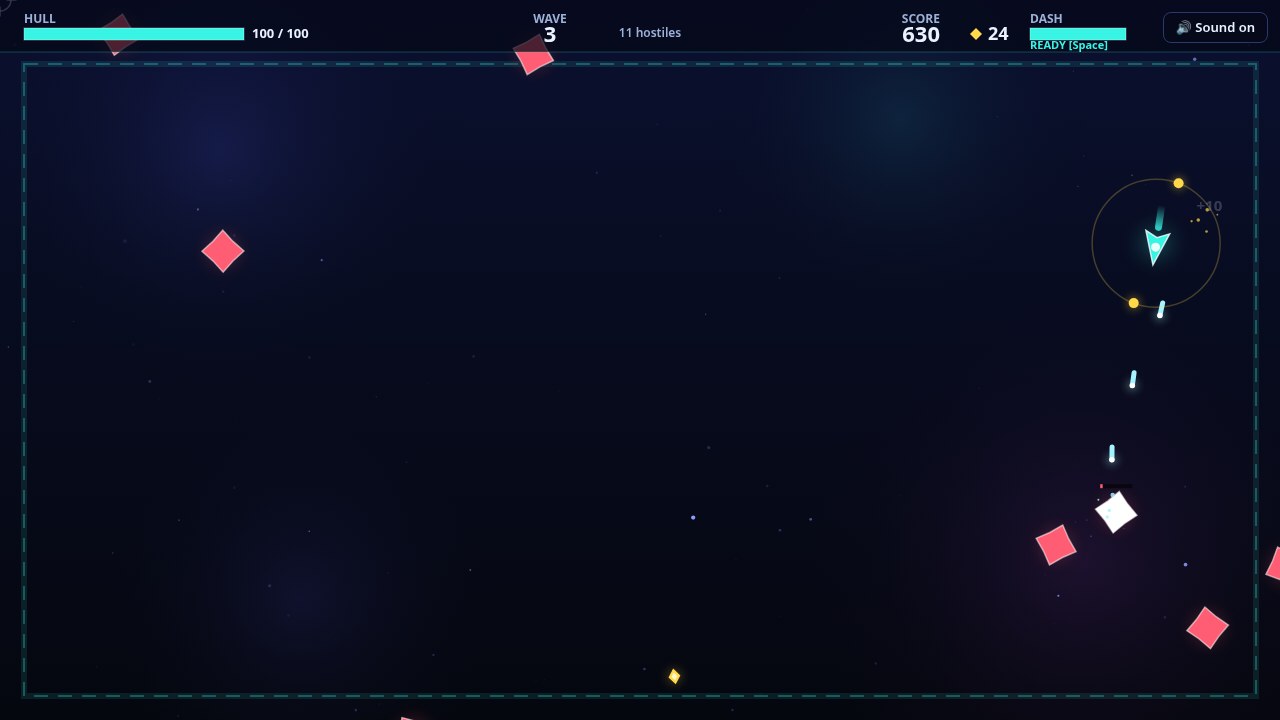 HULL
100 / 100
WAVE
3
11 hostiles
SCORE
630
24
DASH
READY [Space]
Sound on
+10